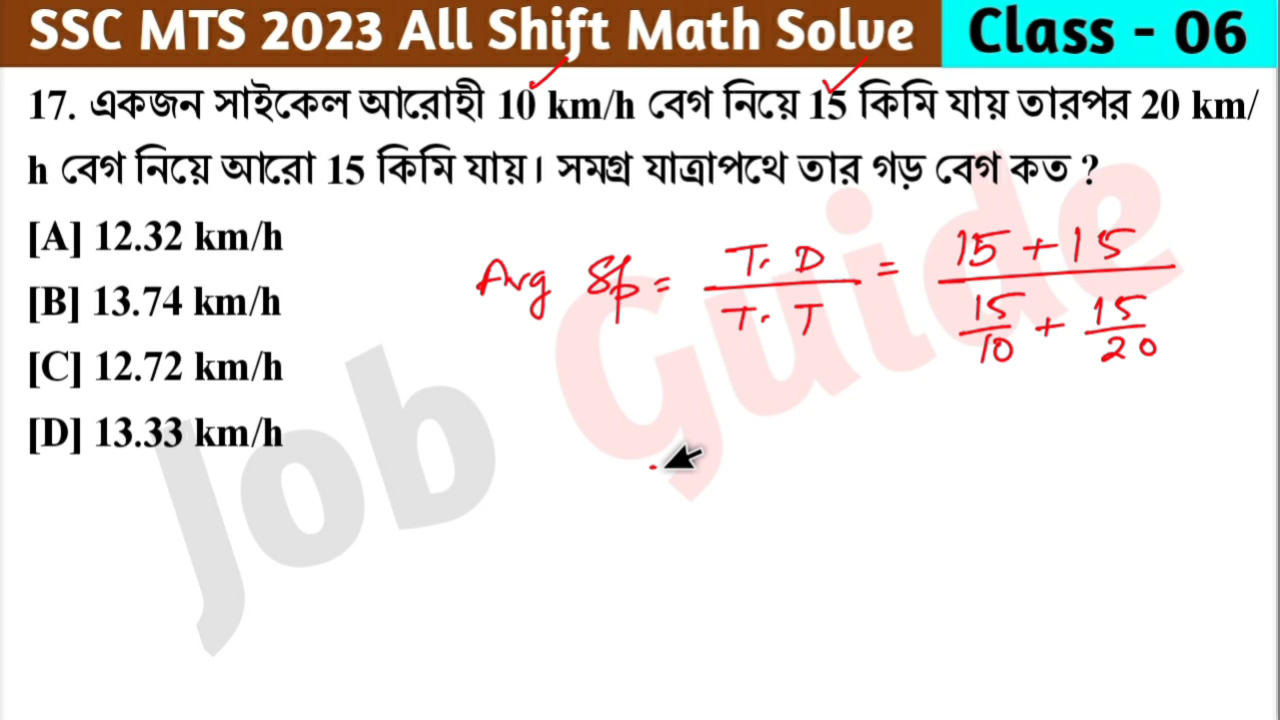 SSC MTS 2023 All Shift Math Solve Class - 06
17. একজন সাইকেল আরোহী 10 km/h বেগ নিয়ে 15 কিমি যায় তারপর 20 km/
h বেগ নিয়ে আরো 15 কিমি যায়। সমগ্র যাত্রাপথে তার গড় বেগ কত ?
[A] 12.32 km/h
[B] 13.74 km/h
[C] 12.72 km/h
[D] 13.33 km/h
Avg Sp = T. D / T. T = 15 + 15 / 15/10 + 15/20
Job Guide